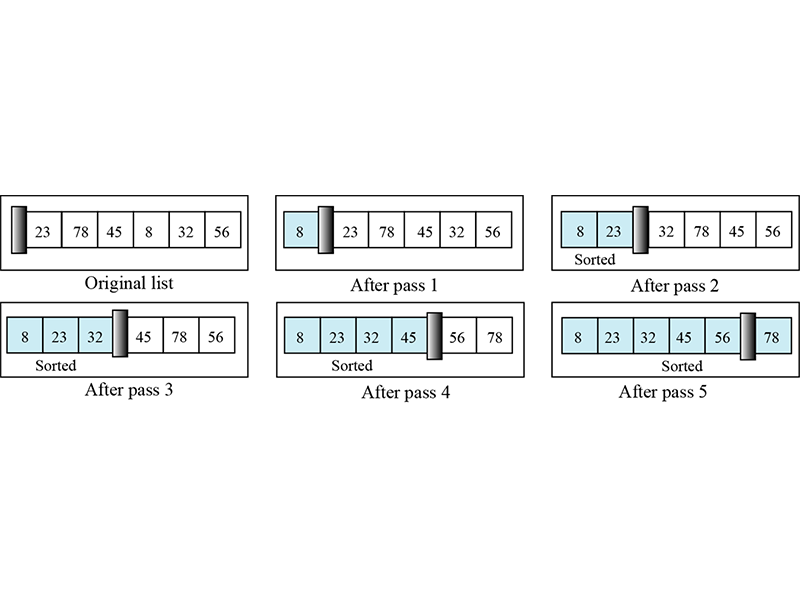 23 78 45 8 32 56
Original list
8 23 78 45 32 56
After pass 1
8 23 32 78 45 56
Sorted
After pass 2
8 23 32 45 78 56
Sorted
After pass 3
8 23 32 45 56 78
Sorted
After pass 4
8 23 32 45 56 78
Sorted
After pass 5